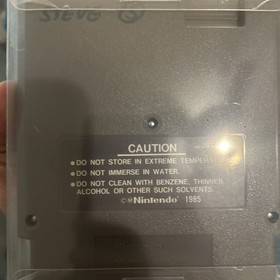 STEVE S
CAUTION
• DO NOT STORE IN EXTREME TEMPERAT
• DO NOT IMMERSE IN WATER.
• DO NOT CLEAN WITH BENZENE, THINNER,
ALCOHOL OR OTHER SUCH SOLVENTS.
©Nintendo 1985